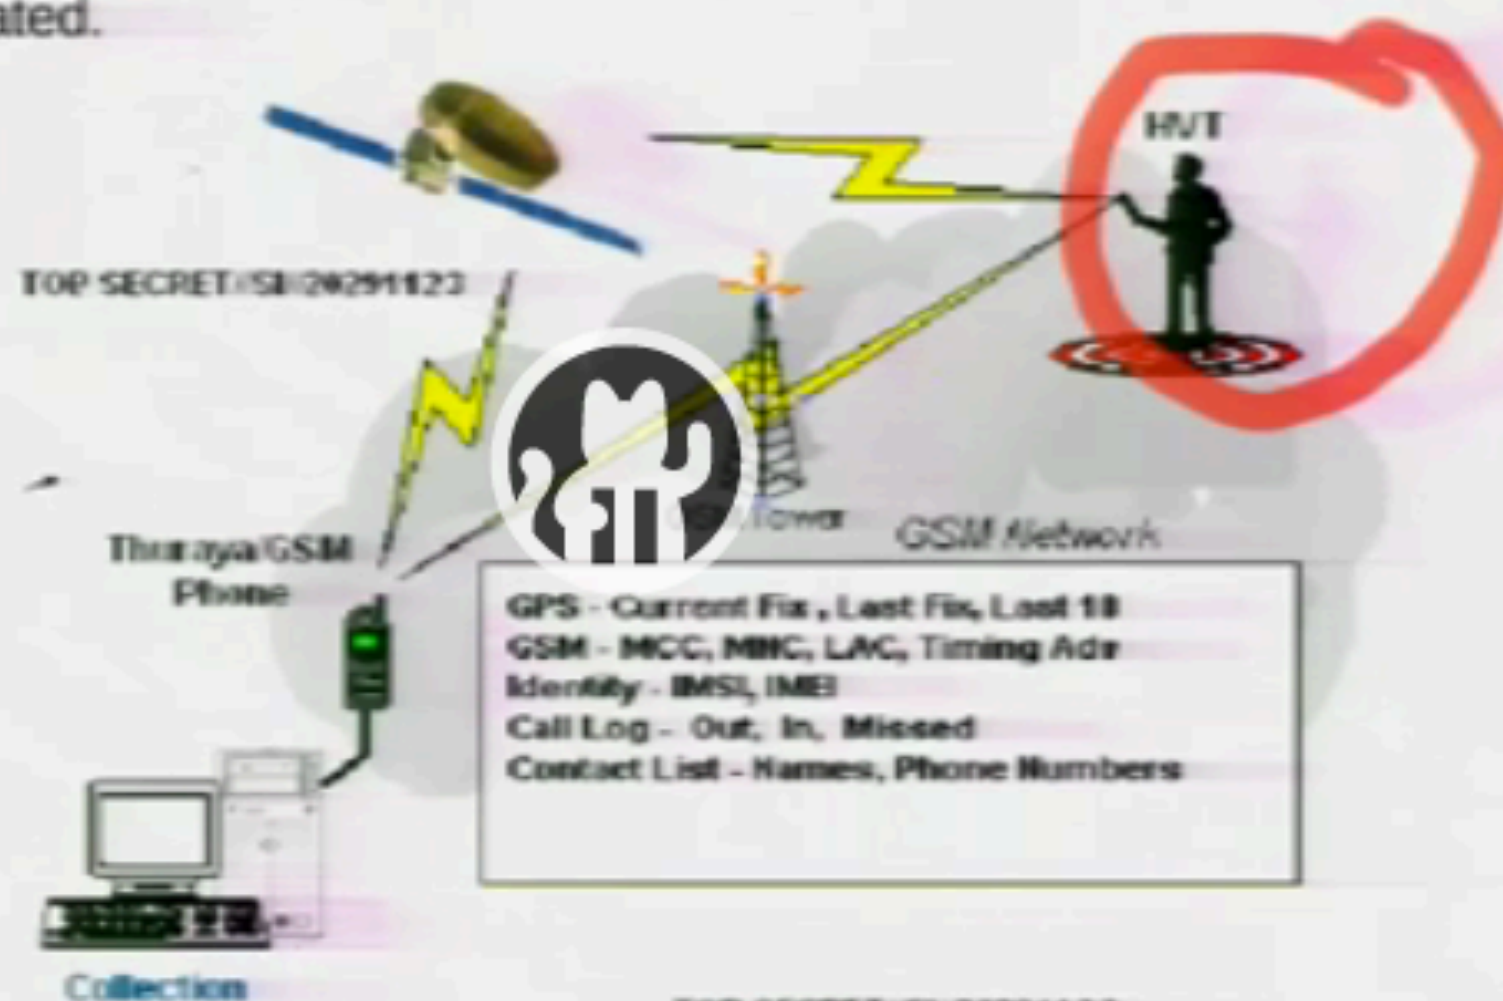 ated.
HVT
TOP SECRET//SI//20291123
Thuraya/GSM
Phone
Tower
GSM Network
GPS - Current Fix, Last Fix, Last 10
GSM - MCC, MNC, LAC, Timing Adv
Identity - IMSI, IMEI
Call Log - Out, In, Missed
Contact List - Names, Phone Numbers
Collection